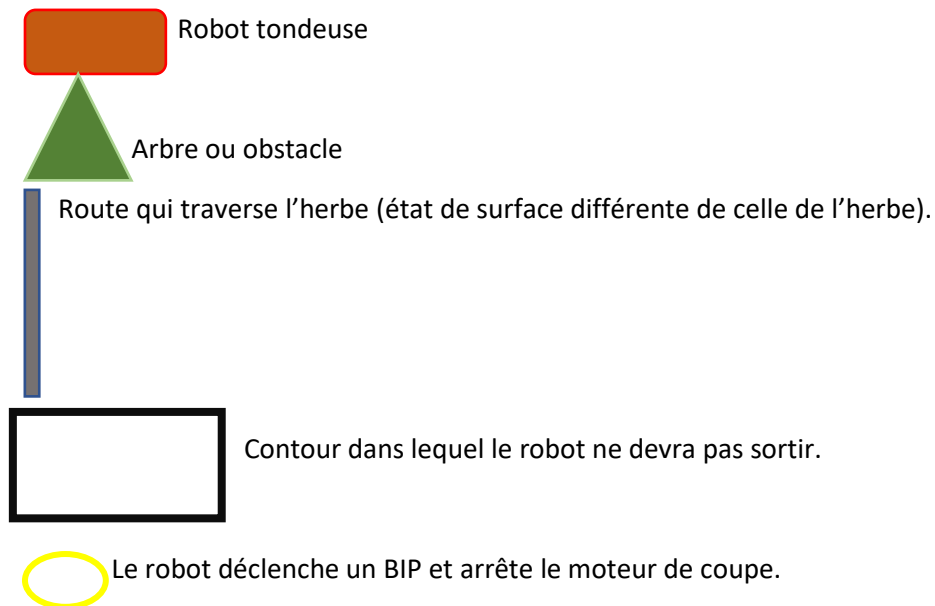 Robot tondeuse
Arbre ou obstacle
Route qui traverse l’herbe (état de surface différente de celle de l’herbe).
Contour dans lequel le robot ne devra pas sortir.
Le robot déclenche un BIP et arrête le moteur de coupe.